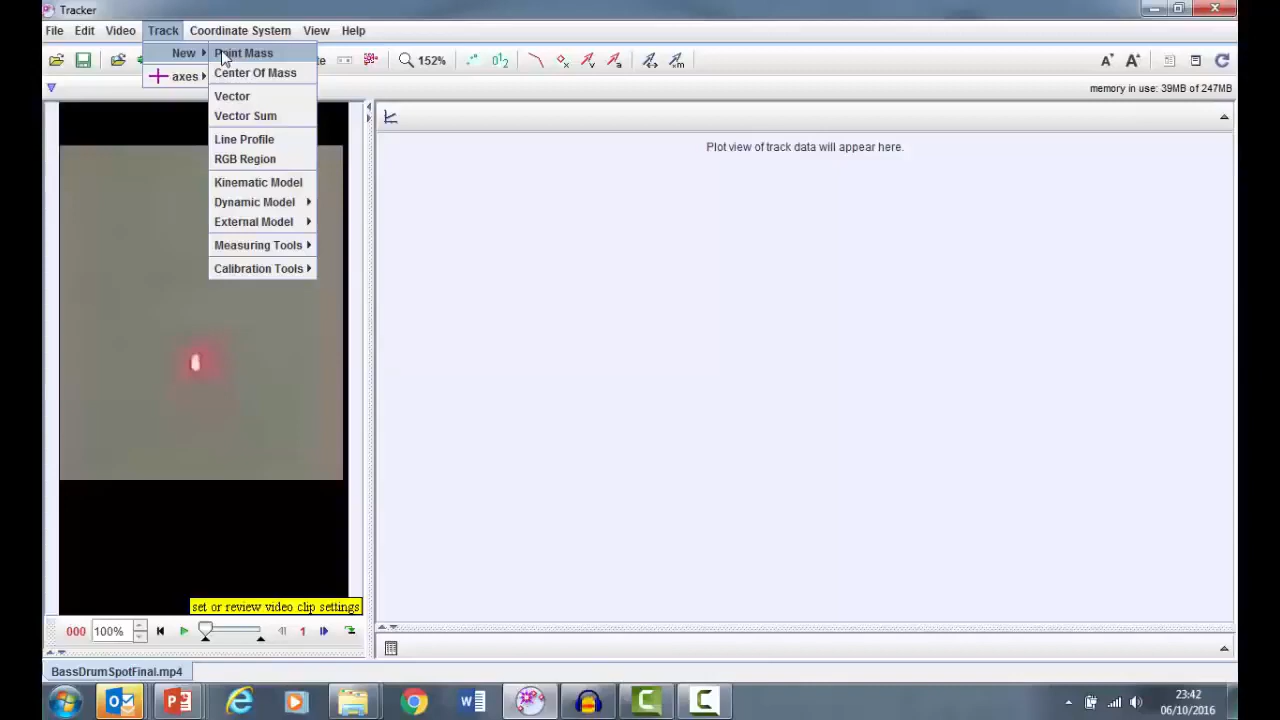 Tracker
File Edit Video Track Coordinate System View Help
New Point Mass
axes Center Of Mass
Vector
Vector Sum
Line Profile
RGB Region
Kinematic Model
Dynamic Model
External Model
Measuring Tools
Calibration Tools
152%
memory in use: 39MB of 247MB
Plot view of track data will appear here.
set or review video clip settings
000 100% 1
BassDrumSpotFinal.mp4
23:42
06/10/2016